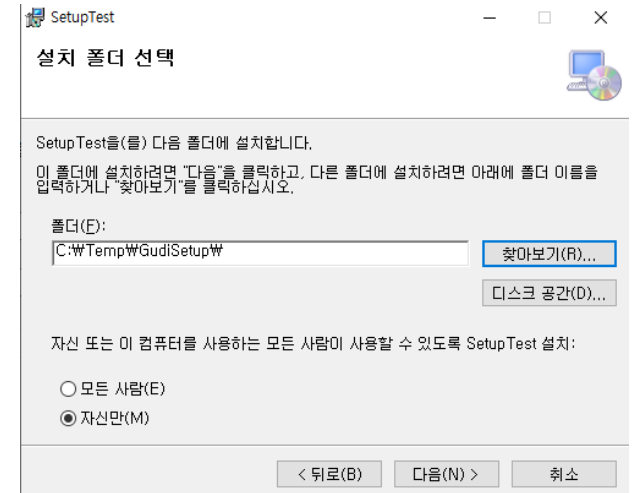 SetupTest
설치 폴더 선택
SetupTest을(를) 다음 폴더에 설치합니다.
이 폴더에 설치하려면 "다음"을 클릭하고, 다른 폴더에 설치하려면 아래에 폴더 이름을
입력하거나 "찾아보기"를 클릭하십시오.
폴더(F):
C:₩Temp₩GudiSetup₩
찾아보기(R)...
디스크 공간(D)...
자신 또는 이 컴퓨터를 사용하는 모든 사람이 사용할 수 있도록 SetupTest 설치:
모든 사람(E)
자신만(M)
< 뒤로(B) 다음(N) > 취소